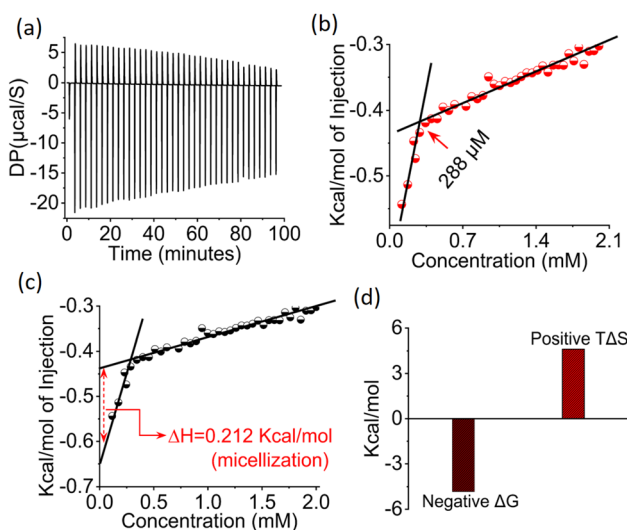 (a)
DP(µcal/S)
5
0
-5
-10
-15
-20
0 20 40 60 80 100
Time (minutes)
(b)
Kcal/mol of Injection
-0.3
-0.4
-0.5
288 µM
0.0 0.7 1.4 2.1
Concentration (mM)
(c)
Kcal/mol of Injection
-0.3
-0.4
-0.5
-0.6
-0.7
ΔH=0.212 Kcal/mol
(micellization)
0.0 0.5 1.0 1.5 2.0
Concentration (mM)
(d)
Kcal/mol
6
3
0
-3
-6
Positive TΔS
Negative ΔG